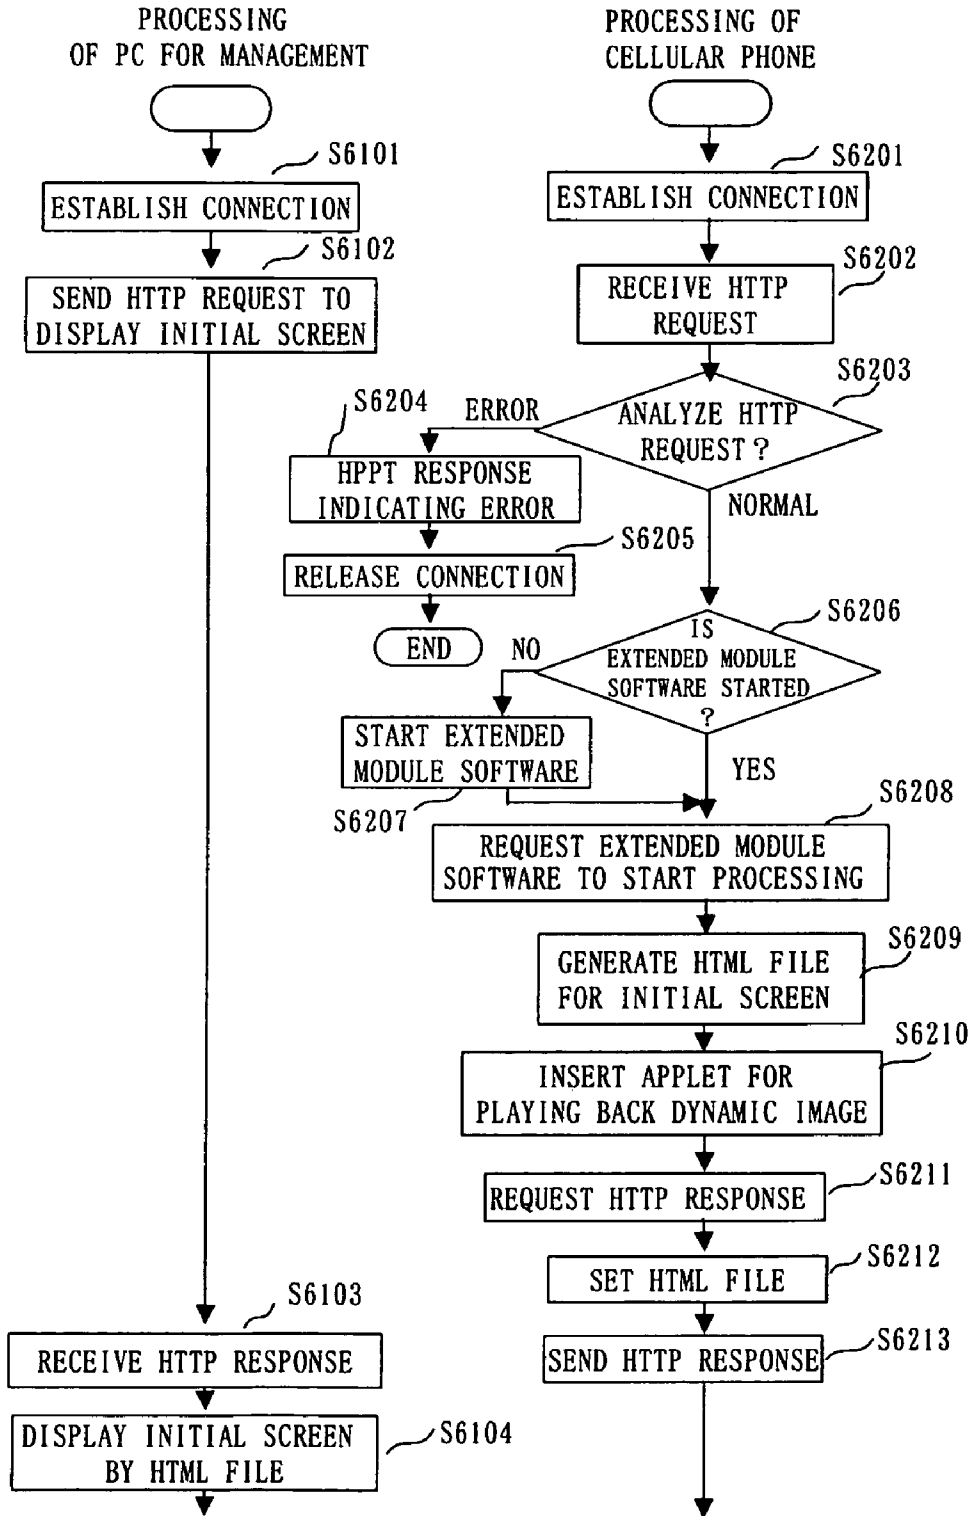 PROCESSING
OF PC FOR MANAGEMENT
S6101
ESTABLISH CONNECTION
S6102
SEND HTTP REQUEST TO
DISPLAY INITIAL SCREEN
S6103
RECEIVE HTTP RESPONSE
S6104
DISPLAY INITIAL SCREEN
BY HTML FILE
PROCESSING OF
CELLULAR PHONE
S6201
ESTABLISH CONNECTION
S6202
RECEIVE HTTP
REQUEST
S6203
ANALYZE HTTP
REQUEST?
ERROR
S6204
HPPT RESPONSE
INDICATING ERROR
S6205
RELEASE CONNECTION
END
NORMAL
S6206
IS
EXTENDED MODULE
SOFTWARE STARTED
?
NO
START EXTENDED
MODULE SOFTWARE
S6207
YES
S6208
REQUEST EXTENDED MODULE
SOFTWARE TO START PROCESSING
S6209
GENERATE HTML FILE
FOR INITIAL SCREEN
S6210
INSERT APPLET FOR
PLAYING BACK DYNAMIC IMAGE
S6211
REQUEST HTTP RESPONSE
S6212
SET HTML FILE
S6213
SEND HTTP RESPONSE